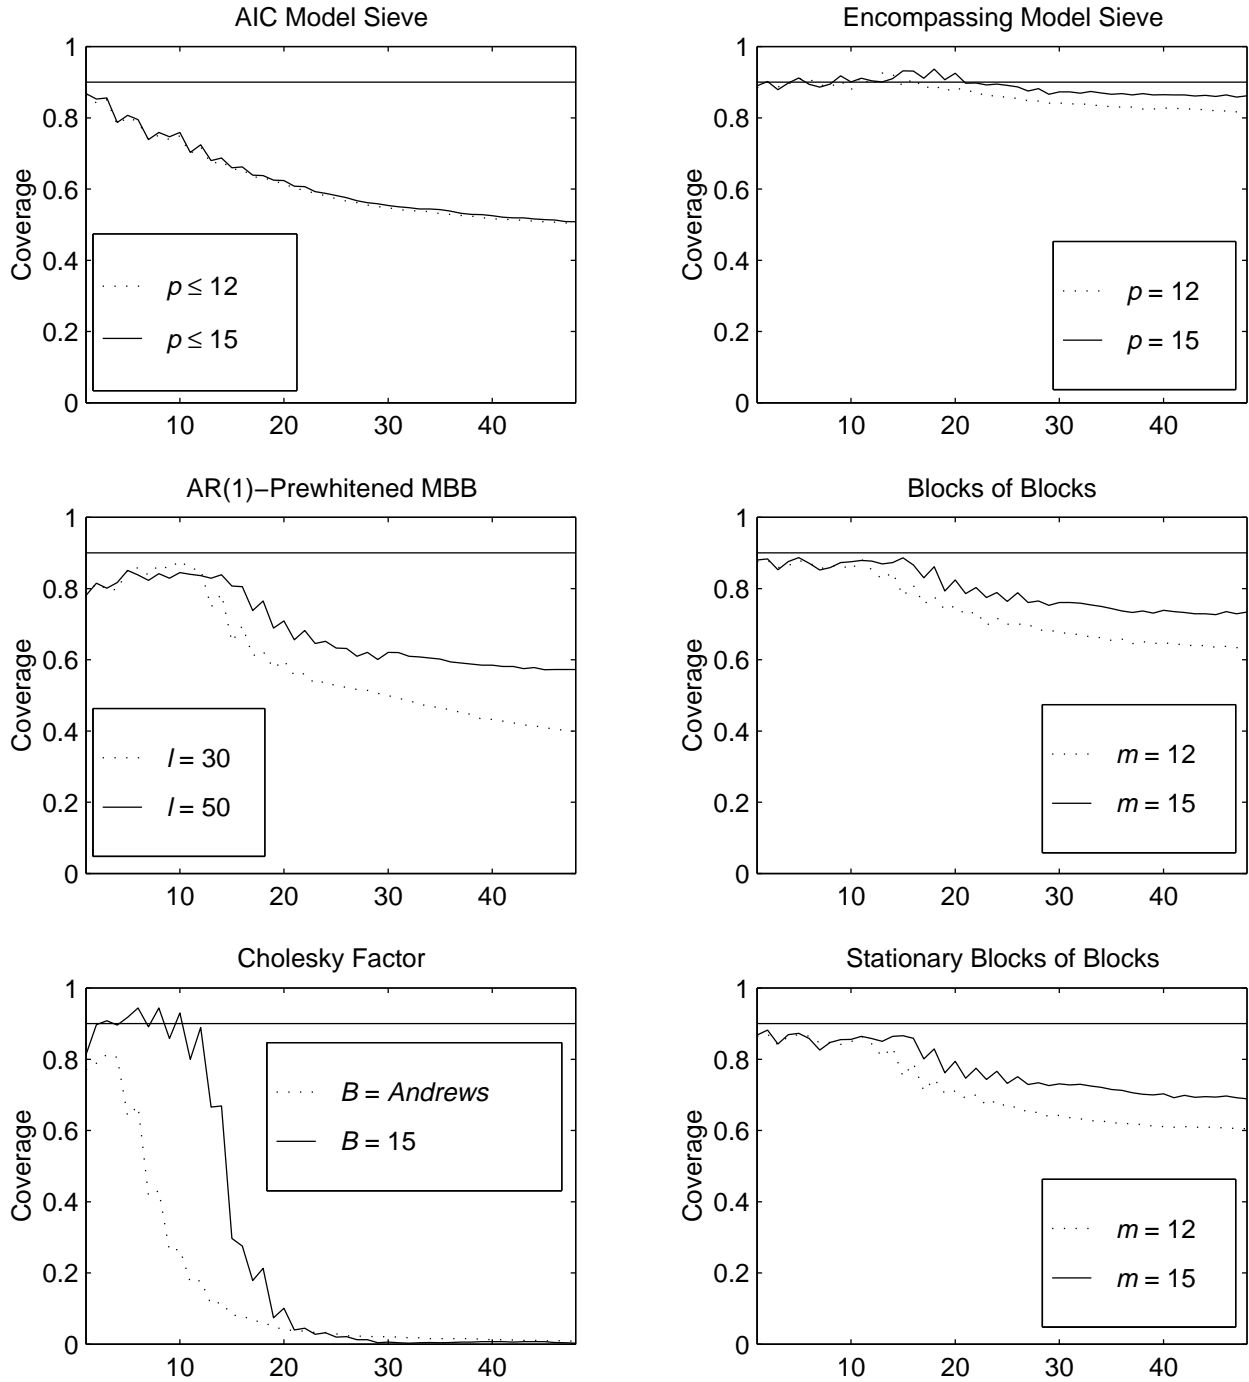 AIC Model Sieve
1
0.8
0.6
0.4
0.2
0
Coverage
p ≤ 12
p ≤ 15
10 20 30 40
Encompassing Model Sieve
1
0.8
0.6
0.4
0.2
0
Coverage
p = 12
p = 15
10 20 30 40
AR(1)−Prewhitened MBB
1
0.8
0.6
0.4
0.2
0
Coverage
l = 30
l = 50
10 20 30 40
Blocks of Blocks
1
0.8
0.6
0.4
0.2
0
Coverage
m = 12
m = 15
10 20 30 40
Cholesky Factor
1
0.8
0.6
0.4
0.2
0
Coverage
B = Andrews
B = 15
10 20 30 40
Stationary Blocks of Blocks
1
0.8
0.6
0.4
0.2
0
Coverage
m = 12
m = 15
10 20 30 40